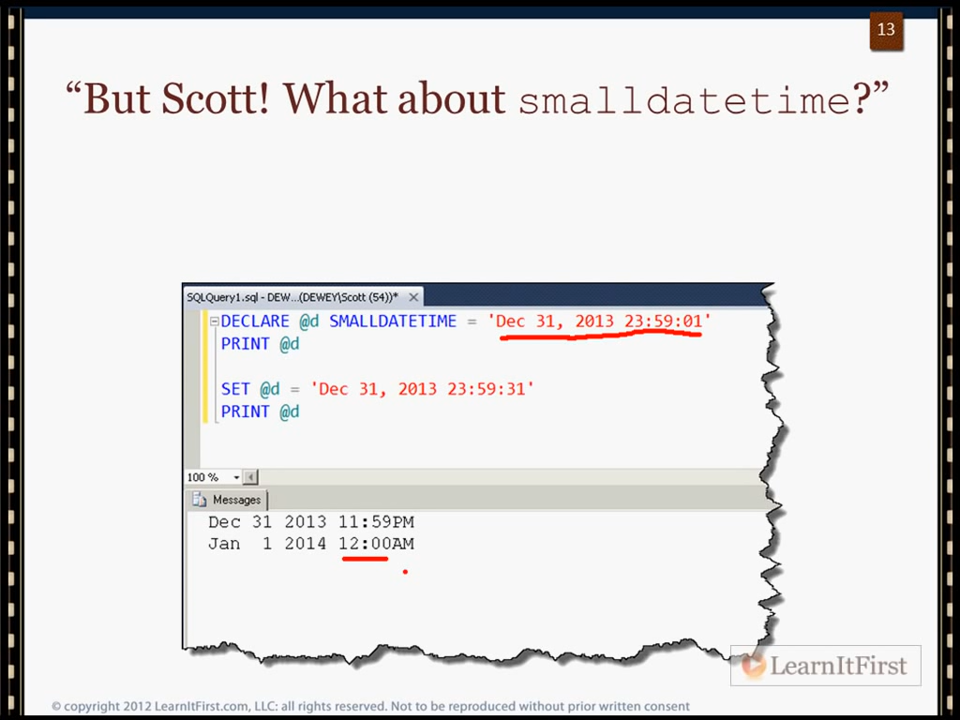 13
“But Scott! What about smalldatetime?”
SQLQuery1.sql - DEW...(DEWEY\Scott (54))*
DECLARE @d SMALLDATETIME = 'Dec 31, 2013 23:59:01'
PRINT @d
SET @d = 'Dec 31, 2013 23:59:31'
PRINT @d
100 %
Messages
Dec 31 2013 11:59PM
Jan  1 2014 12:00AM
LearnItFirst
© copyright 2012 LearnItFirst.com, LLC: all rights reserved. Not to be reproduced without prior written consent